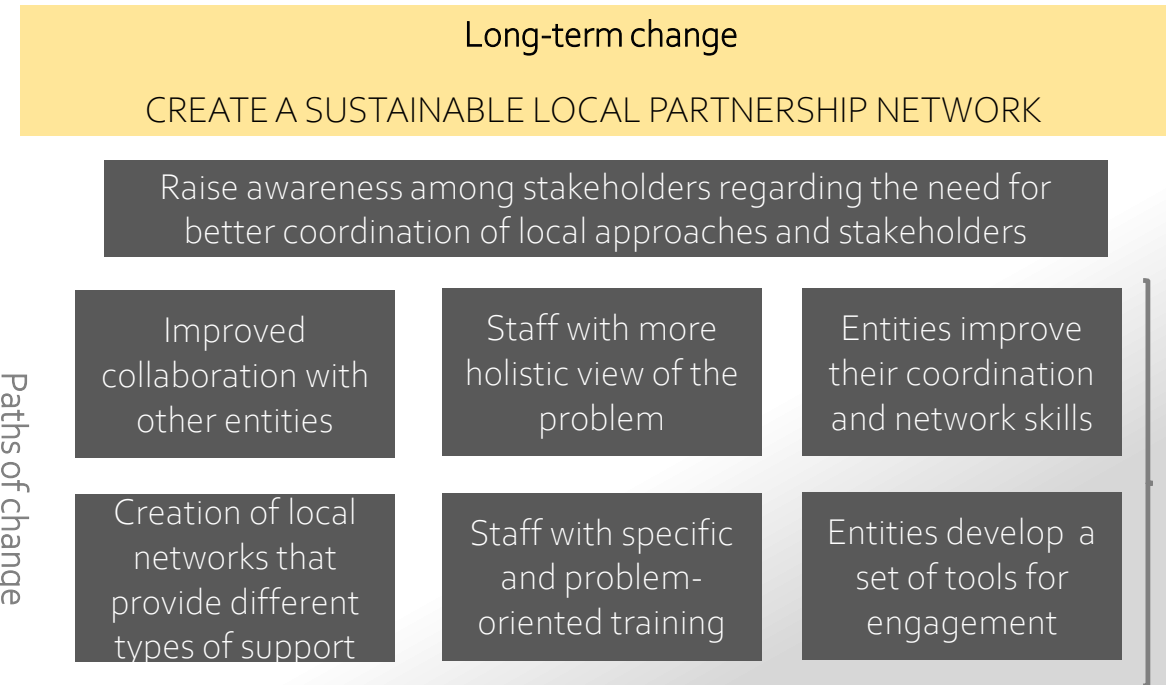 Long-term change
CREATE A SUSTAINABLE LOCAL PARTNERSHIP NETWORK
Raise awareness among stakeholders regarding the need for
better coordination of local approaches and stakeholders
Improved
collaboration with
other entities
Staff with more
holistic view of the
problem
Entities improve
their coordination
and network skills
Paths of change
Creation of local
networks that
provide different
types of support
Staff with specific
and problem-
oriented training
Entities develop a
set of tools for
engagement